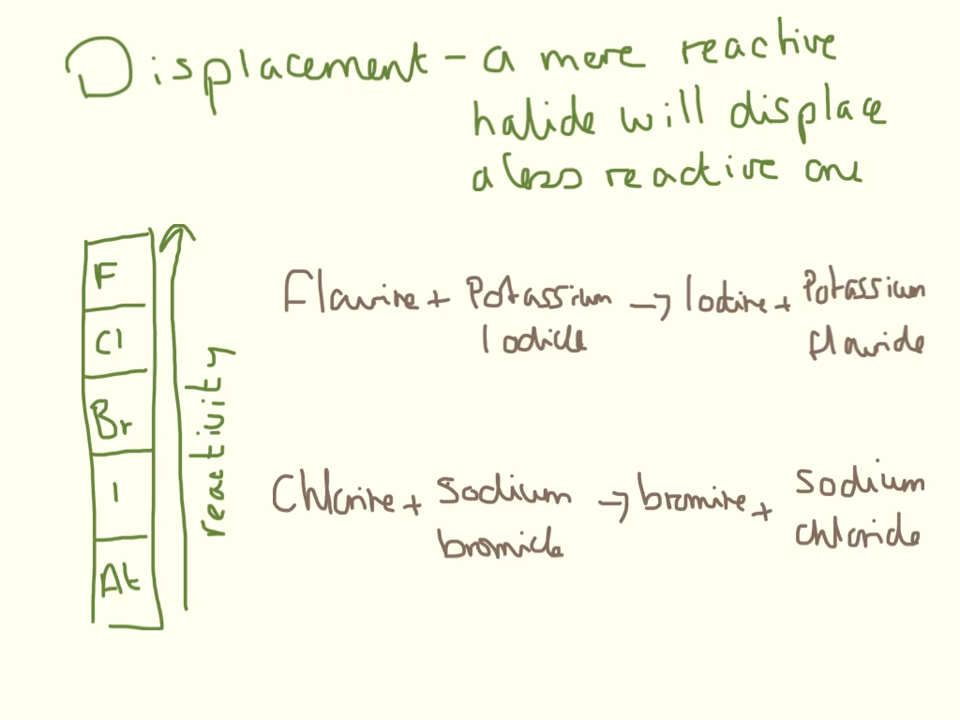 Displacement - a more reactive
halide will displace
a less reactive one
F
Cl
Br
I
At
reactivity
Flourine + Potassium Iodide → Iodine + Potassium flouride
Chlorine + sodium bromide → bromine + sodium chloride